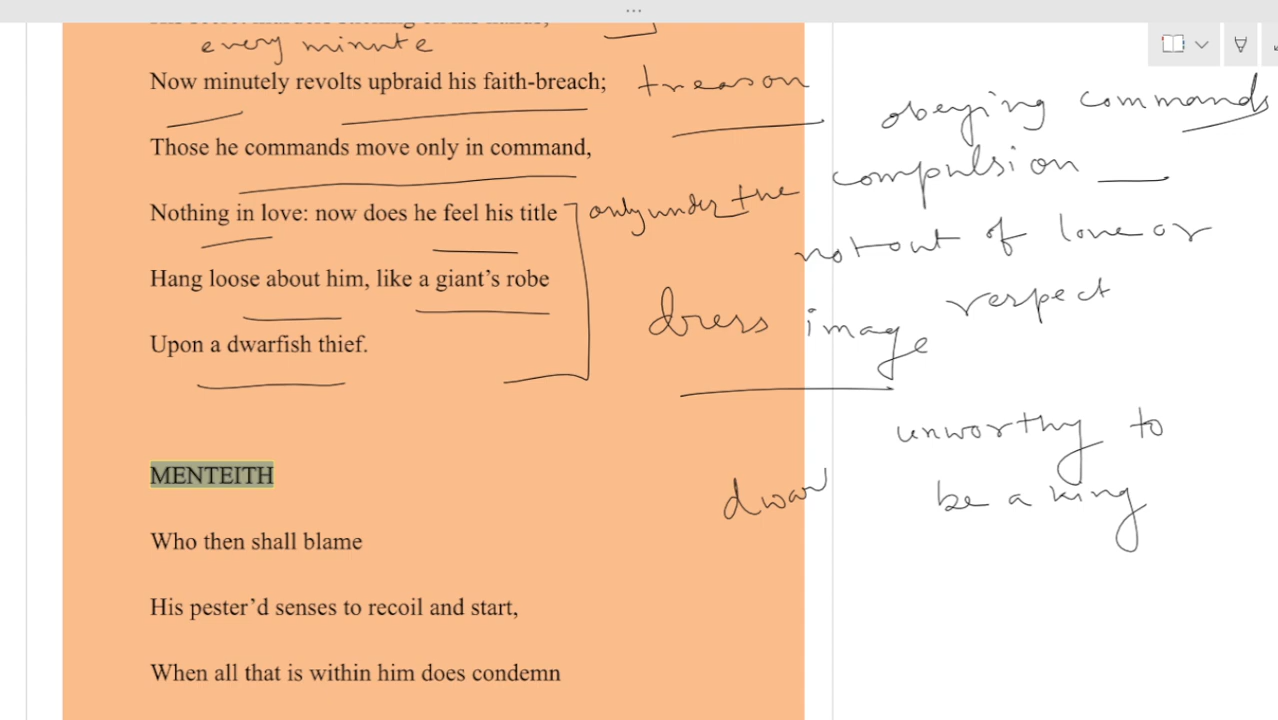 every minute
Now minutely revolts upbraid his faith-breach;
treason
Those he commands move only in command,
obeying commands
only under the compulsion
Nothing in love: now does he feel his title
not out of love or
respect
Hang loose about him, like a giant's robe
dress image
Upon a dwarfish thief.
unworthy to
be a king
dwar
MENTEITH
Who then shall blame
His pester'd senses to recoil and start,
When all that is within him does condemn